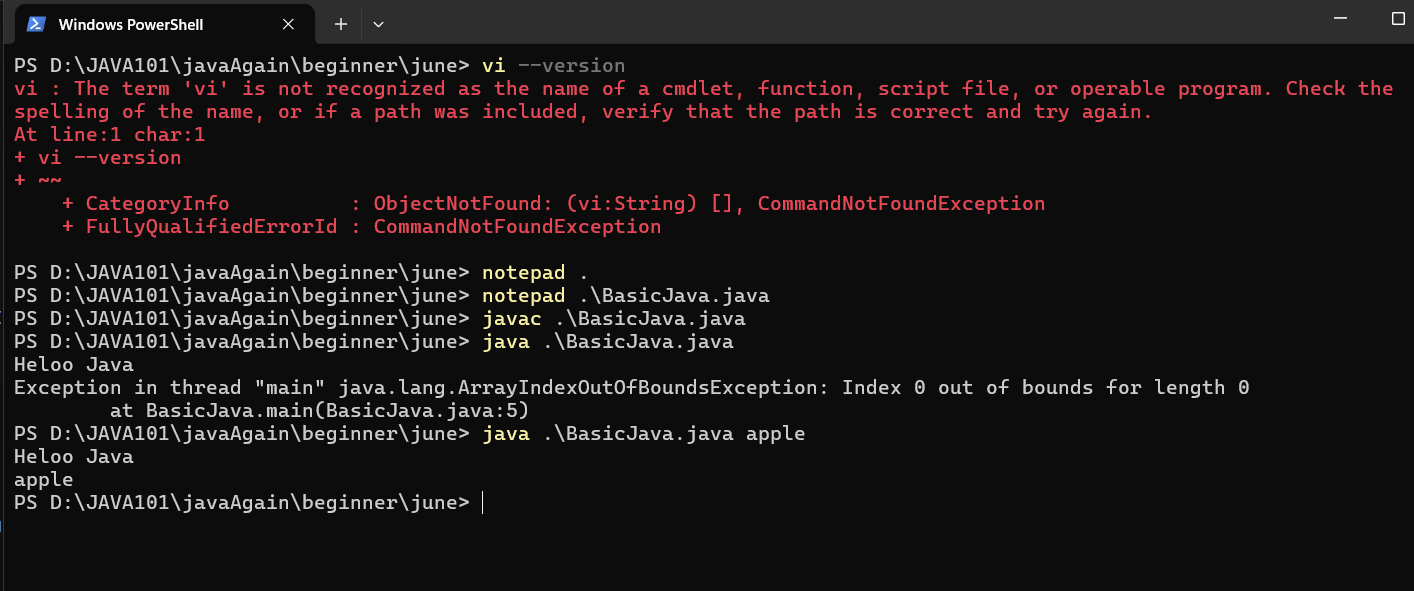 Windows PowerShell
PS D:\JAVA101\javaAgain\beginner\june> vi --version
vi : The term 'vi' is not recognized as the name of a cmdlet, function, script file, or operable program. Check the
spelling of the name, or if a path was included, verify that the path is correct and try again.
At line:1 char:1
+ vi --version
+ ~~
    + CategoryInfo          : ObjectNotFound: (vi:String) [], CommandNotFoundException
    + FullyQualifiedErrorId : CommandNotFoundException

PS D:\JAVA101\javaAgain\beginner\june> notepad .
PS D:\JAVA101\javaAgain\beginner\june> notepad .\BasicJava.java
PS D:\JAVA101\javaAgain\beginner\june> javac .\BasicJava.java
PS D:\JAVA101\javaAgain\beginner\june> java .\BasicJava.java
Heloo Java
Exception in thread "main" java.lang.ArrayIndexOutOfBoundsException: Index 0 out of bounds for length 0
        at BasicJava.main(BasicJava.java:5)
PS D:\JAVA101\javaAgain\beginner\june> java .\BasicJava.java apple
Heloo Java
apple
PS D:\JAVA101\javaAgain\beginner\june>